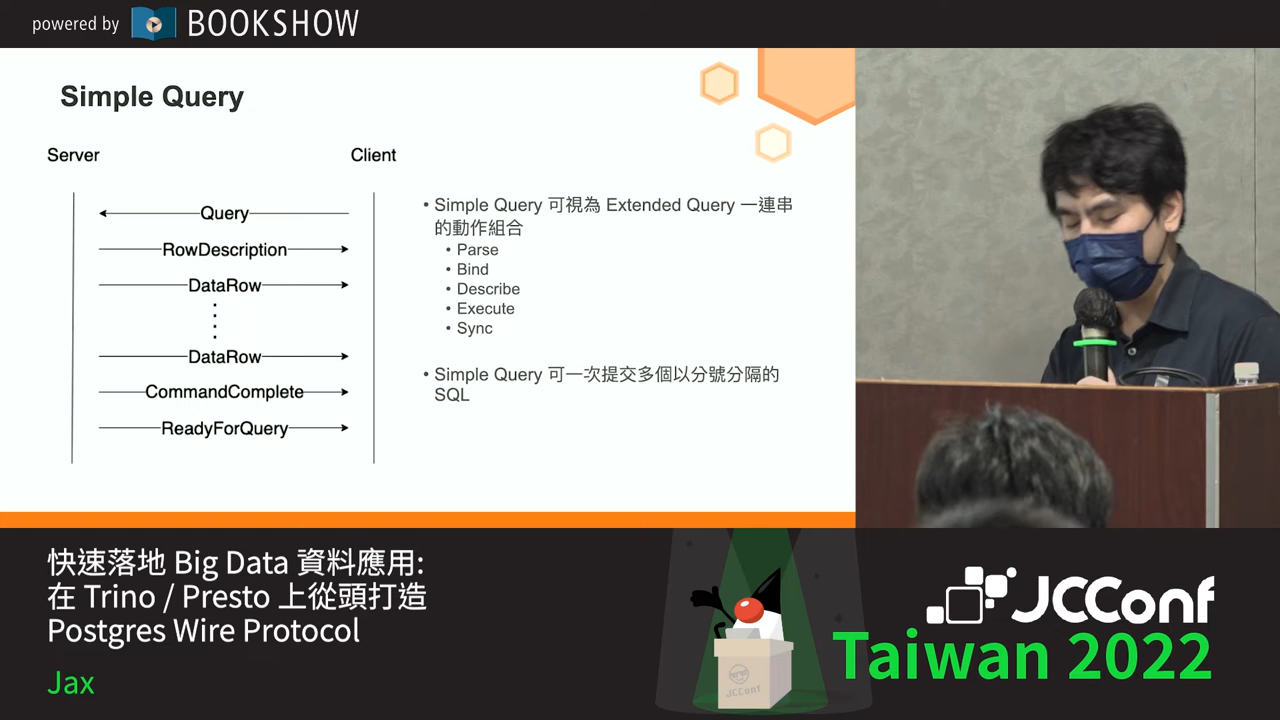 powered by BOOKSHOW
Simple Query
Server
Client
Query
RowDescription
DataRow
DataRow
CommandComplete
ReadyForQuery
• Simple Query 可視為 Extended Query 一連串
的動作組合
• Parse
• Bind
• Describe
• Execute
• Sync
• Simple Query 可一次提交多個以分號分隔的
SQL
快速落地 Big Data 資料應用:
在 Trino / Presto 上從頭打造
Postgres Wire Protocol
Jax
JCConf
JCConf
Taiwan 2022